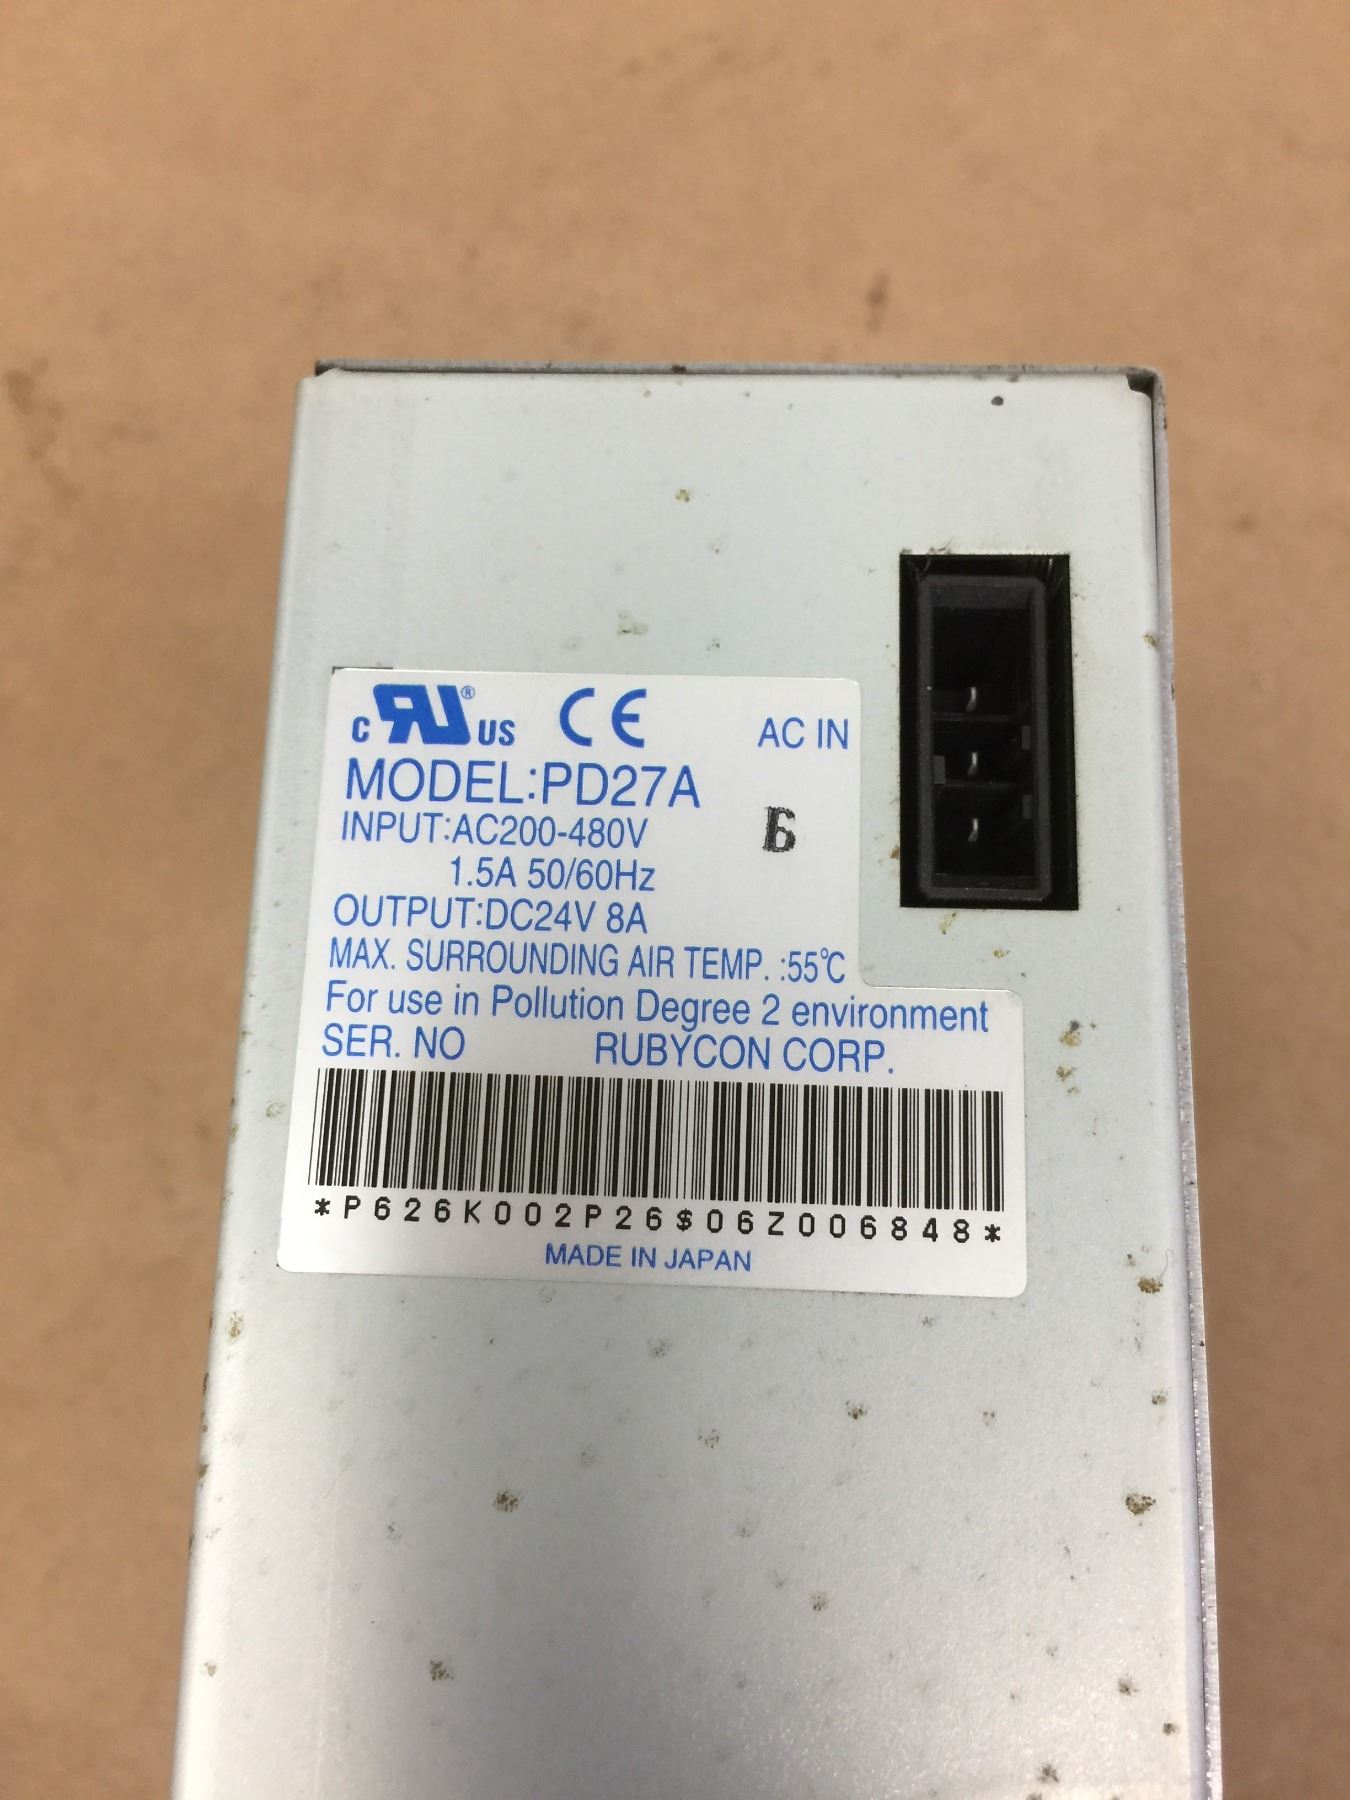 c RU® US CE AC IN
MODEL:PD27A
INPUT:AC200-480V
1.5A 50/60Hz
OUTPUT:DC24V 8A
MAX. SURROUNDING AIR TEMP. :55℃
For use in Pollution Degree 2 environment
SER. NO RUBYCON CORP.
*P626K002P26$06Z006848*
MADE IN JAPAN